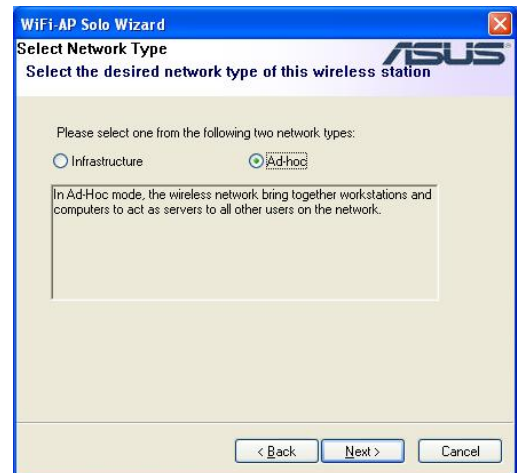 WiFi-AP Solo Wizard
Select Network Type
ASUS
Select the desired network type of this wireless station
Please select one from the following two network types:
Infrastructure
Ad-hoc
In Ad-Hoc mode, the wireless network bring together workstations and
computers to act as servers to all other users on the network.
< Back
Next >
Cancel